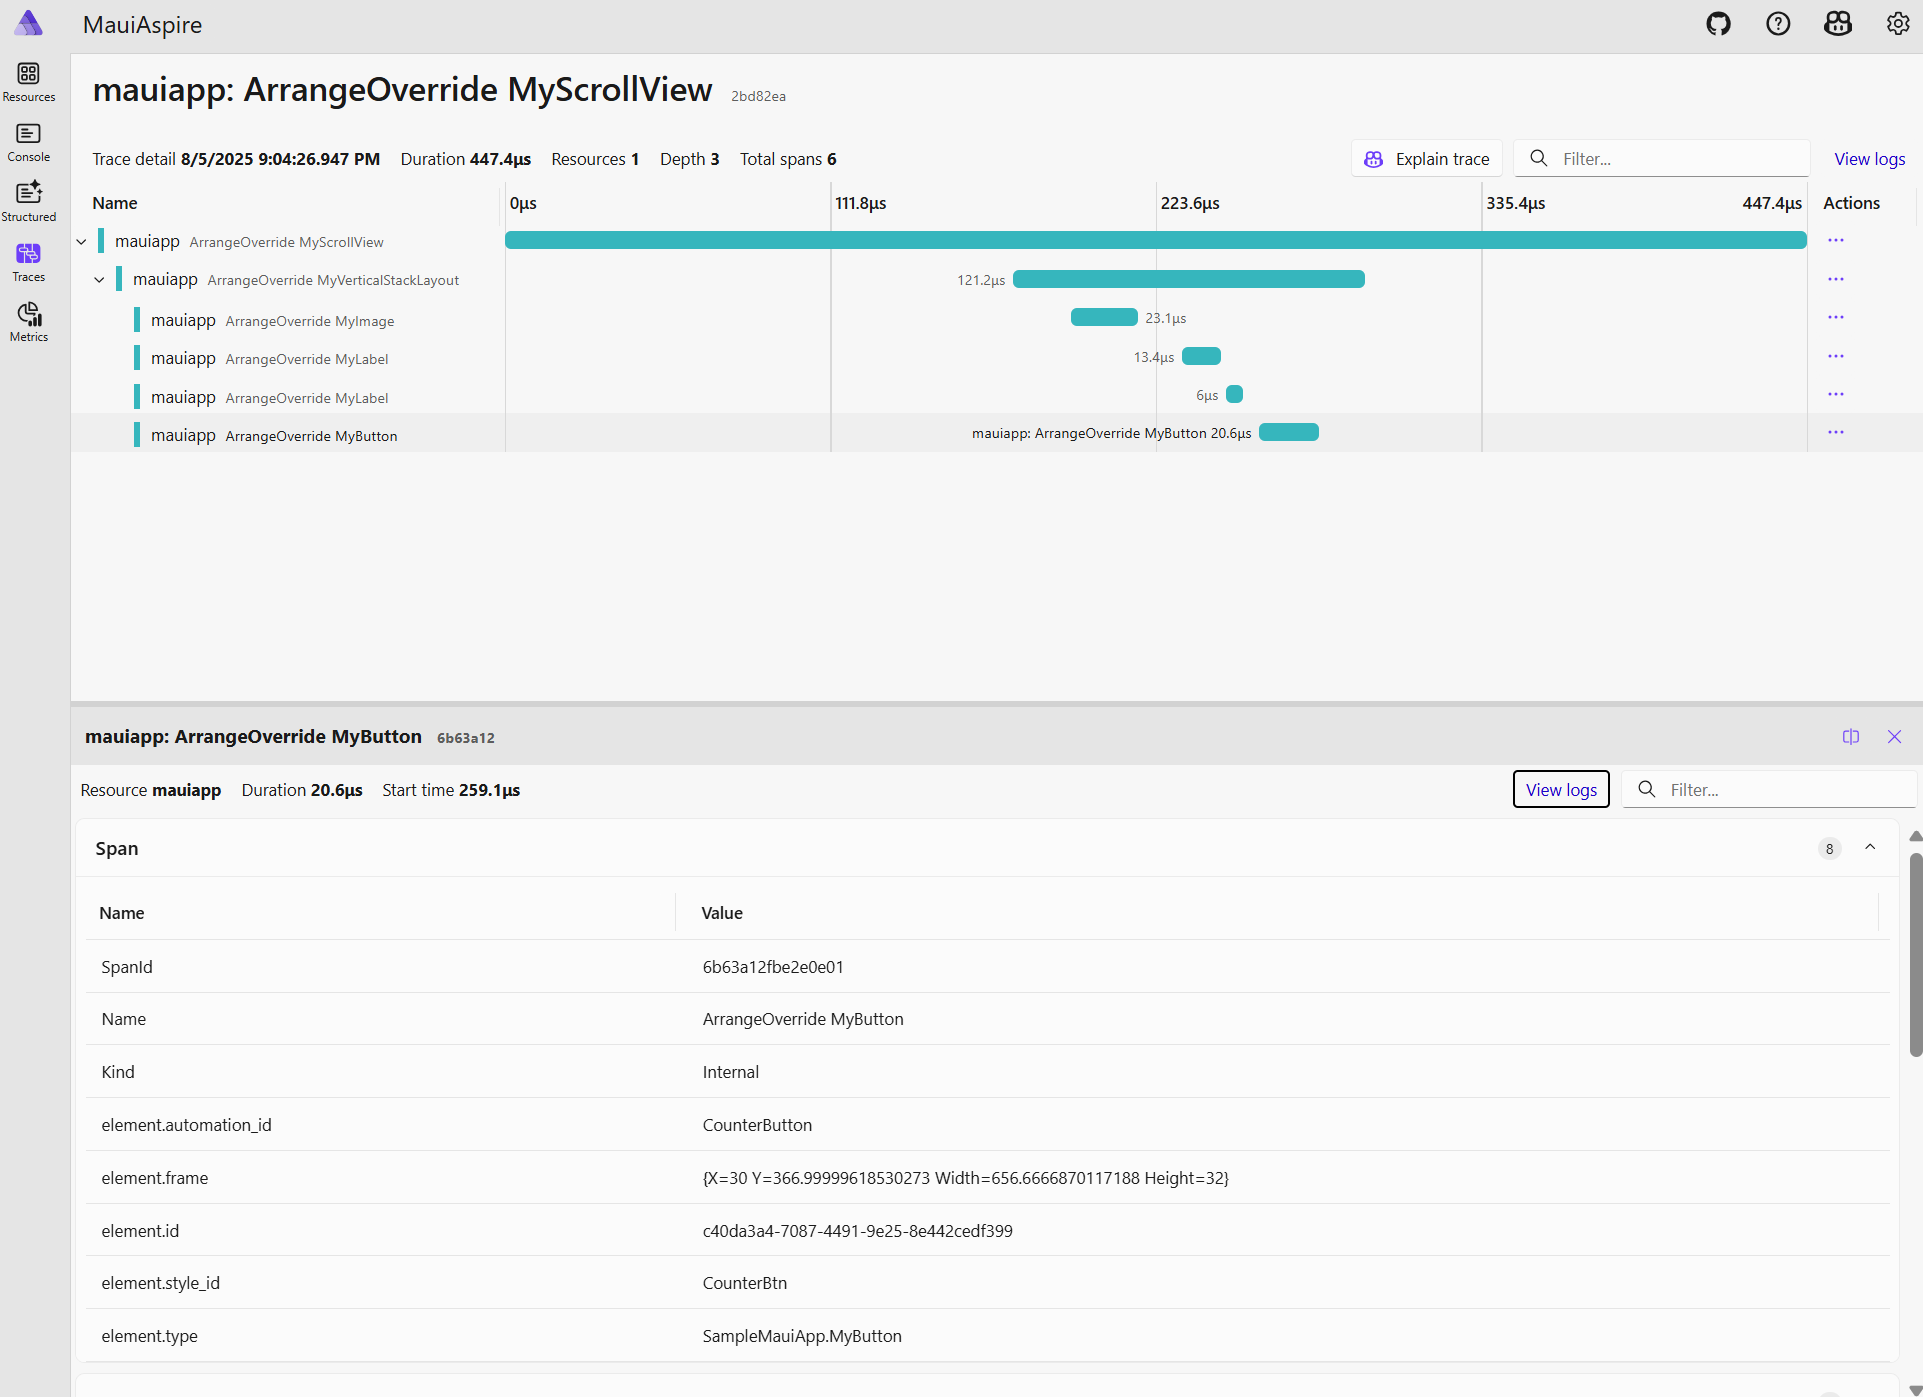 MauiAspire
Resources
Console
Structured
Traces
Metrics
mauiapp: ArrangeOverride MyScrollView 2bd82ea
Trace detail 8/5/2025 9:04:26.947 PM Duration 447.4μs Resources 1 Depth 3 Total spans 6
Explain trace Filter... View logs
Name 0μs 111.8μs 223.6μs 335.4μs 447.4μs Actions
mauiapp ArrangeOverride MyScrollView
mauiapp ArrangeOverride MyVerticalStackLayout 121.2μs
mauiapp ArrangeOverride MyImage 23.1μs
mauiapp ArrangeOverride MyLabel 13.4μs
mauiapp ArrangeOverride MyLabel 6μs
mauiapp ArrangeOverride MyButton mauiapp: ArrangeOverride MyButton 20.6μs
mauiapp: ArrangeOverride MyButton 6b63a12
Resource mauiapp Duration 20.6μs Start time 259.1μs
View logs Filter...
Span 8
Name Value
SpanId 6b63a12fbe2e0e01
Name ArrangeOverride MyButton
Kind Internal
element.automation_id CounterButton
element.frame {X=30 Y=366.99999618530273 Width=656.6666870117188 Height=32}
element.id c40da3a4-7087-4491-9e25-8e442cedf399
element.style_id CounterBtn
element.type SampleMauiApp.MyButton